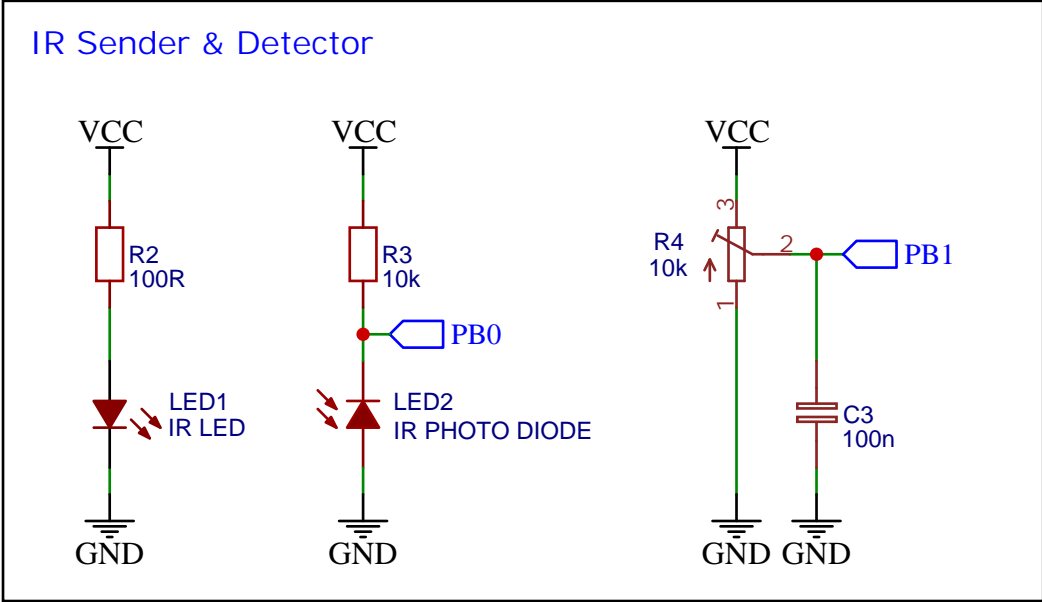 IR Sender & Detector
VCC
R2
100R
LED1
IR LED
GND
VCC
R3
10k
PB0
LED2
IR PHOTO DIODE
GND
VCC
3
R4
10k
2
1
PB1
C3
100n
GND
GND